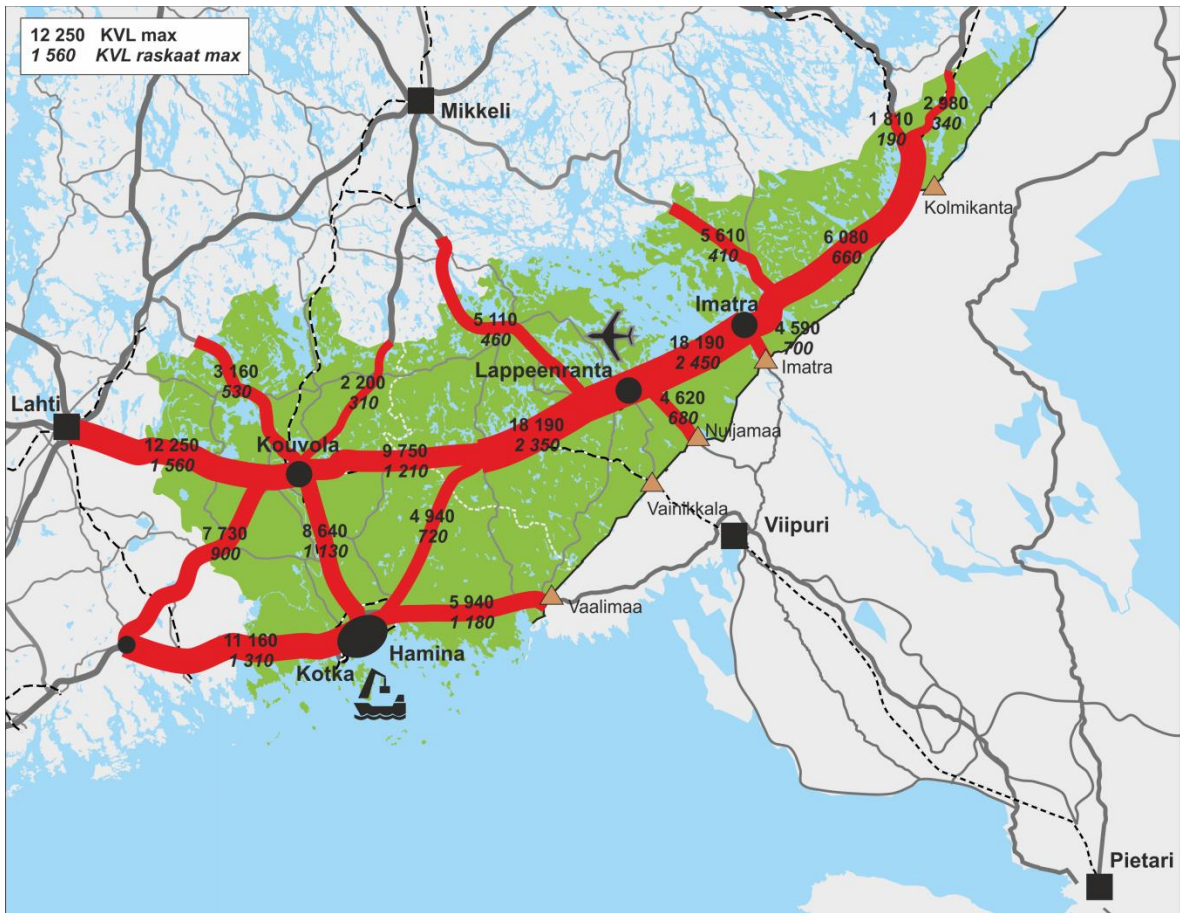 12 250 KVL max
1 560 KVL raskaat max
Mikkeli
2 980
340
1 810
190
Kolmikanta
5 610
410
6 080
660
Imatra
4 590
700
Imatra
5 110
460
18 190
2 450
Lappeenranta
4 620
680
Nuijamaa
3 160
530
2 200
310
Lahti
12 250
1 560
Kouvola
9 750
1 210
18 190
2 350
Vainikkala
Viipuri
7 730
900
8 640
1 130
4 940
720
5 940
1 180
Vaalimaa
11 160
1 310
Hamina
Kotka
Pietari